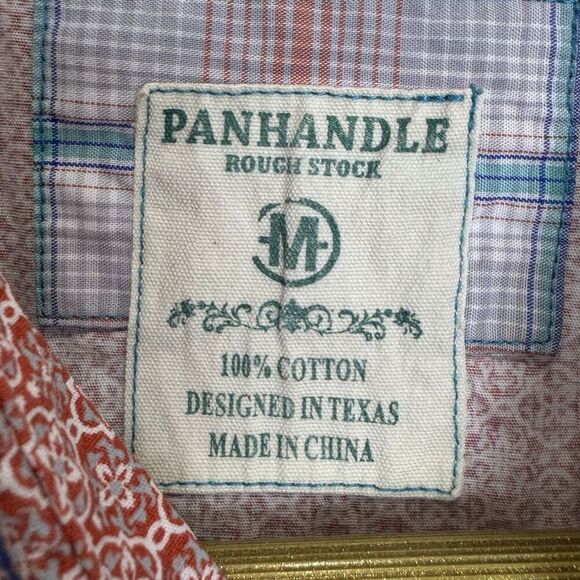 PANHANDLE
ROUGH STOCK
M
100% COTTON
DESIGNED IN TEXAS
MADE IN CHINA